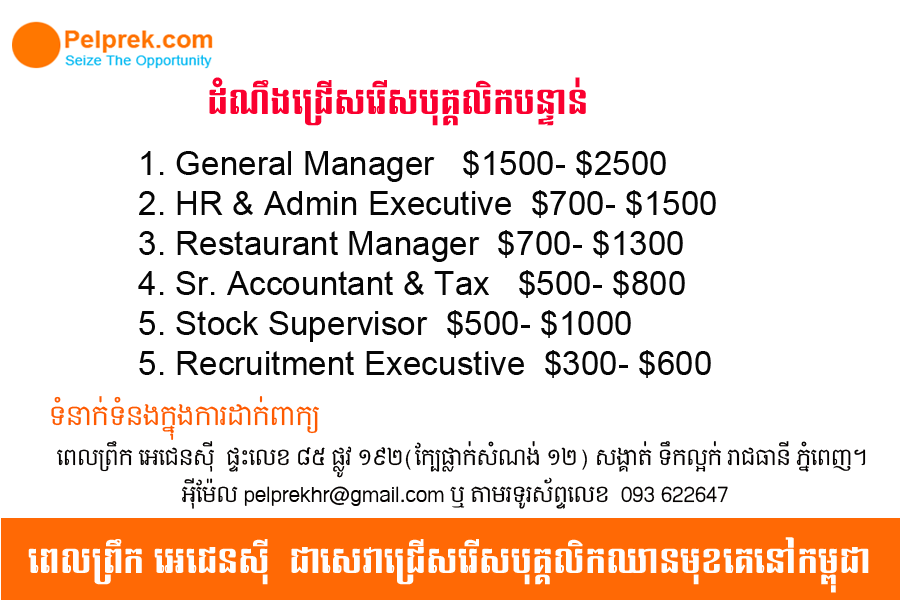 Pelprek.com
Seize The Opportunity
ដំណឹងជ្រើសរើសបុគ្គលិកបន្ទាន់
1. General Manager $1500- $2500
2. HR & Admin Executive $700- $1500
3. Restaurant Manager $700- $1300
4. Sr. Accountant & Tax $500- $800
5. Stock Supervisor $500- $1000
5. Recruitment Execustive $300- $600
ទំនាក់ទំនងក្នុងការដាក់ពាក្យ
ពេលព្រឹក អេជេនស៊ី ផ្ទះលេខ ៨៥ ផ្លូវ ១៩២(ក្បែផ្លាក់សំណង់ ១២) សង្កាត់ ទឹកល្អក់ រាជធានី ភ្នំពេញ។
អ៊ីម៉ែល pelprekhr@gmail.com ឬ តាមរទូរស័ព្ទលេខ 093 622647
ពេលព្រឹក អេជេនស៊ី ជាសេវាជ្រើសរើសបុគ្គលិកឈានមុខគេនៅកម្ពុជា